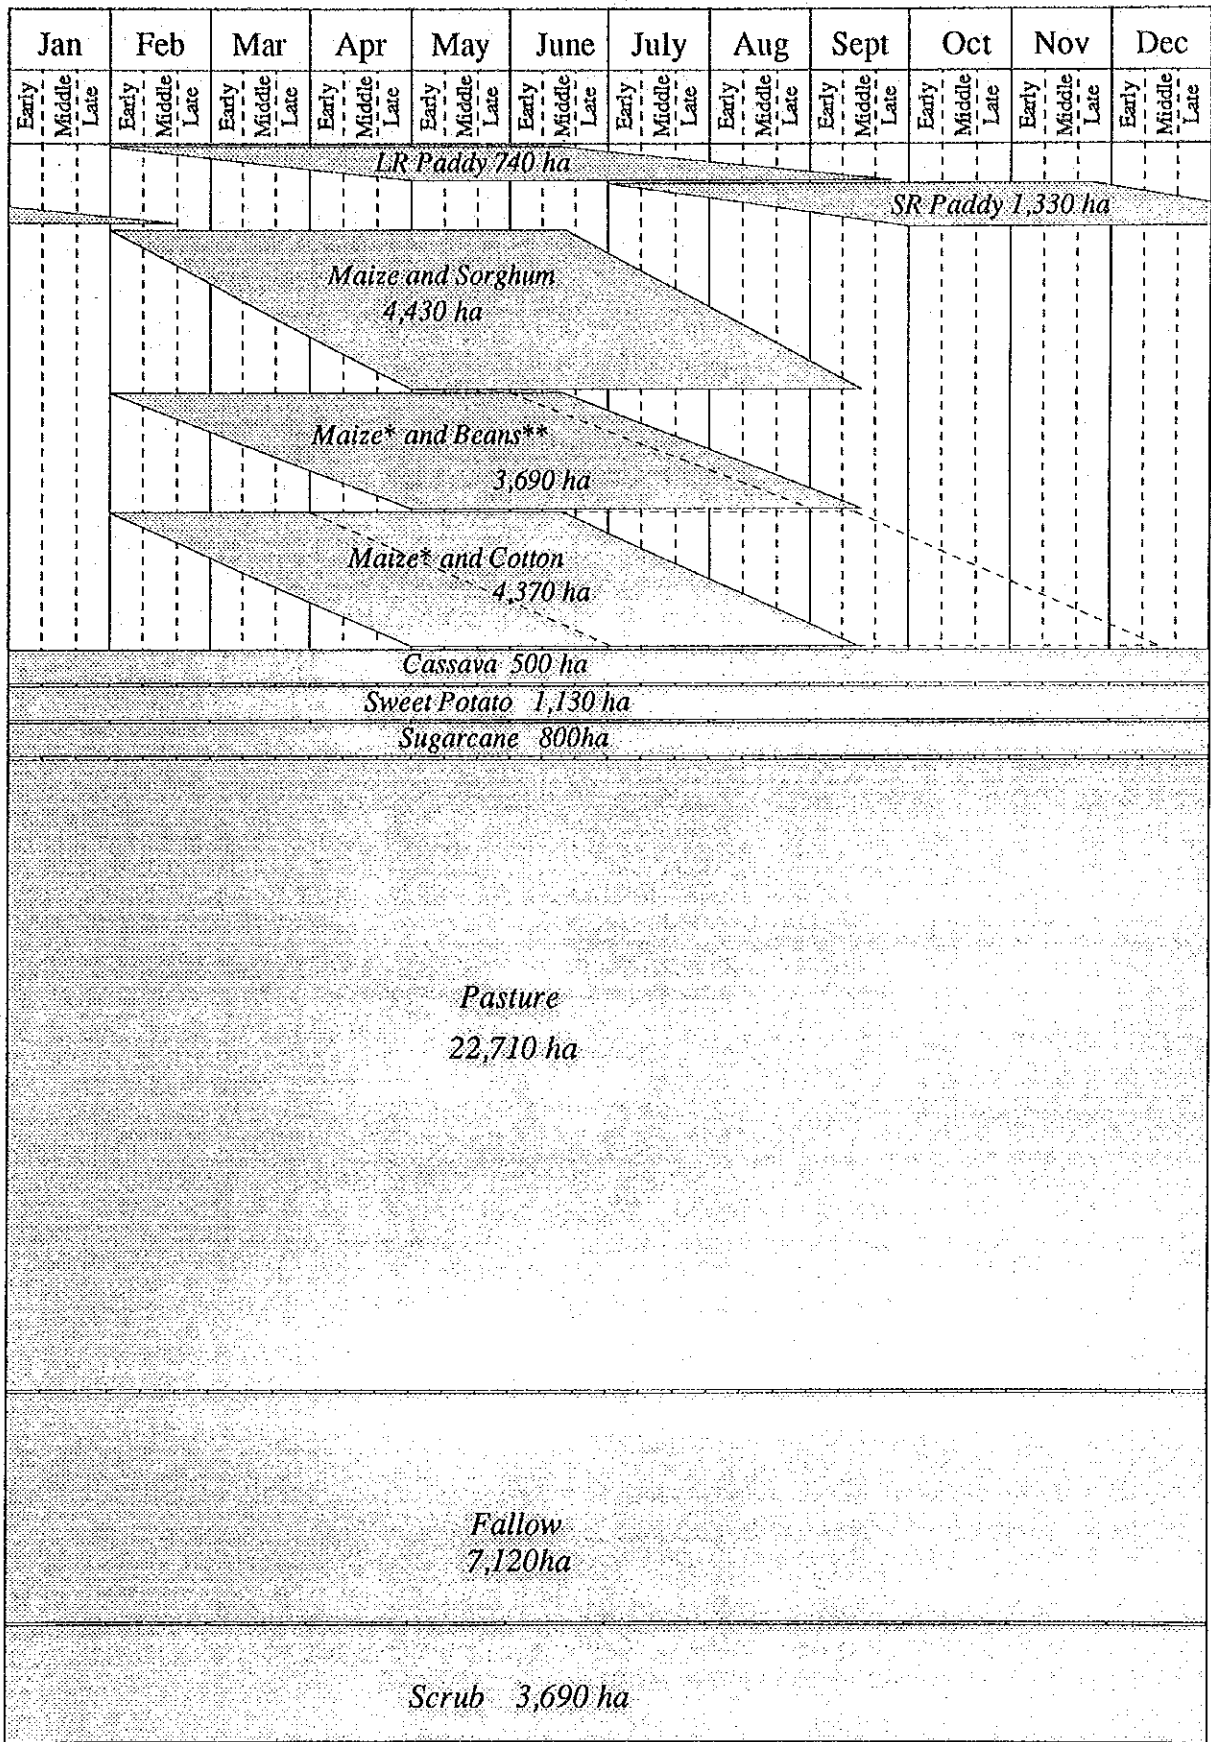 Jan Feb Mar Apr May June July Aug Sept Oct Nov Dec
Early Middle Late Early Middle Late Early Middle Late Early Middle Late Early Middle Late Early Middle Late Early Middle Late Early Middle Late Early Middle Late Early Middle Late Early Middle Late Early Middle Late
LR Paddy 740 ha
SR Paddy 1,330 ha
Maize and Sorghum
4,430 ha
Maize* and Beans**
3,690 ha
Maize* and Cotton
4,370 ha
Cassava 500 ha
Sweet Potato 1,130 ha
Sugarcane 800ha
Pasture
22,710 ha
Fallow
7,120ha
Scrub 3,690 ha